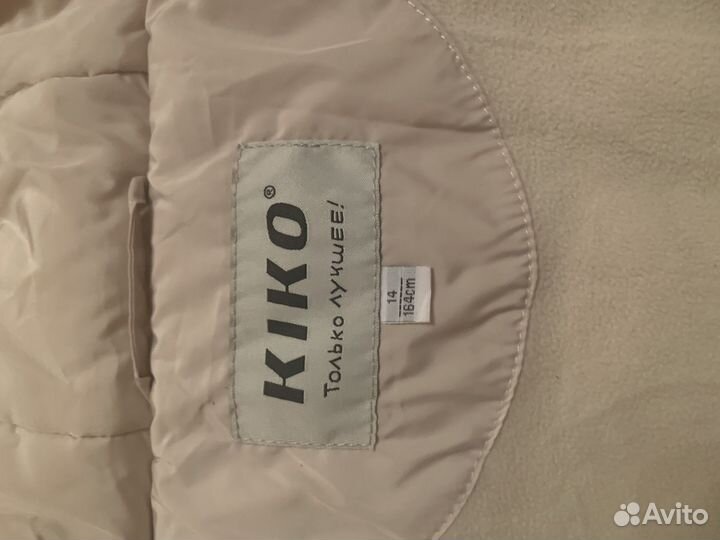 KIKO®
Только лучшее!
14
164cm
Avito